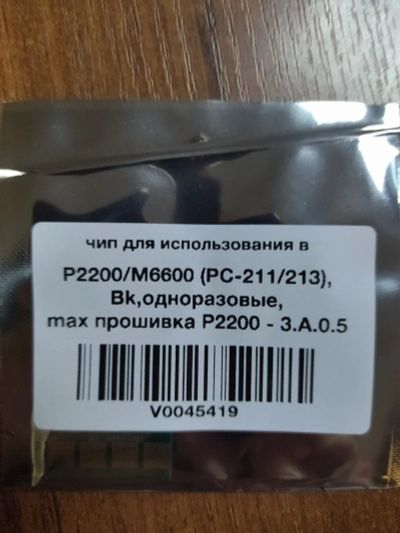 чип для использования в
P2200/M6600 (PC-211/213),
Bk,одноразовые,
max прошивка P2200 - 3.A.0.5
V0045419